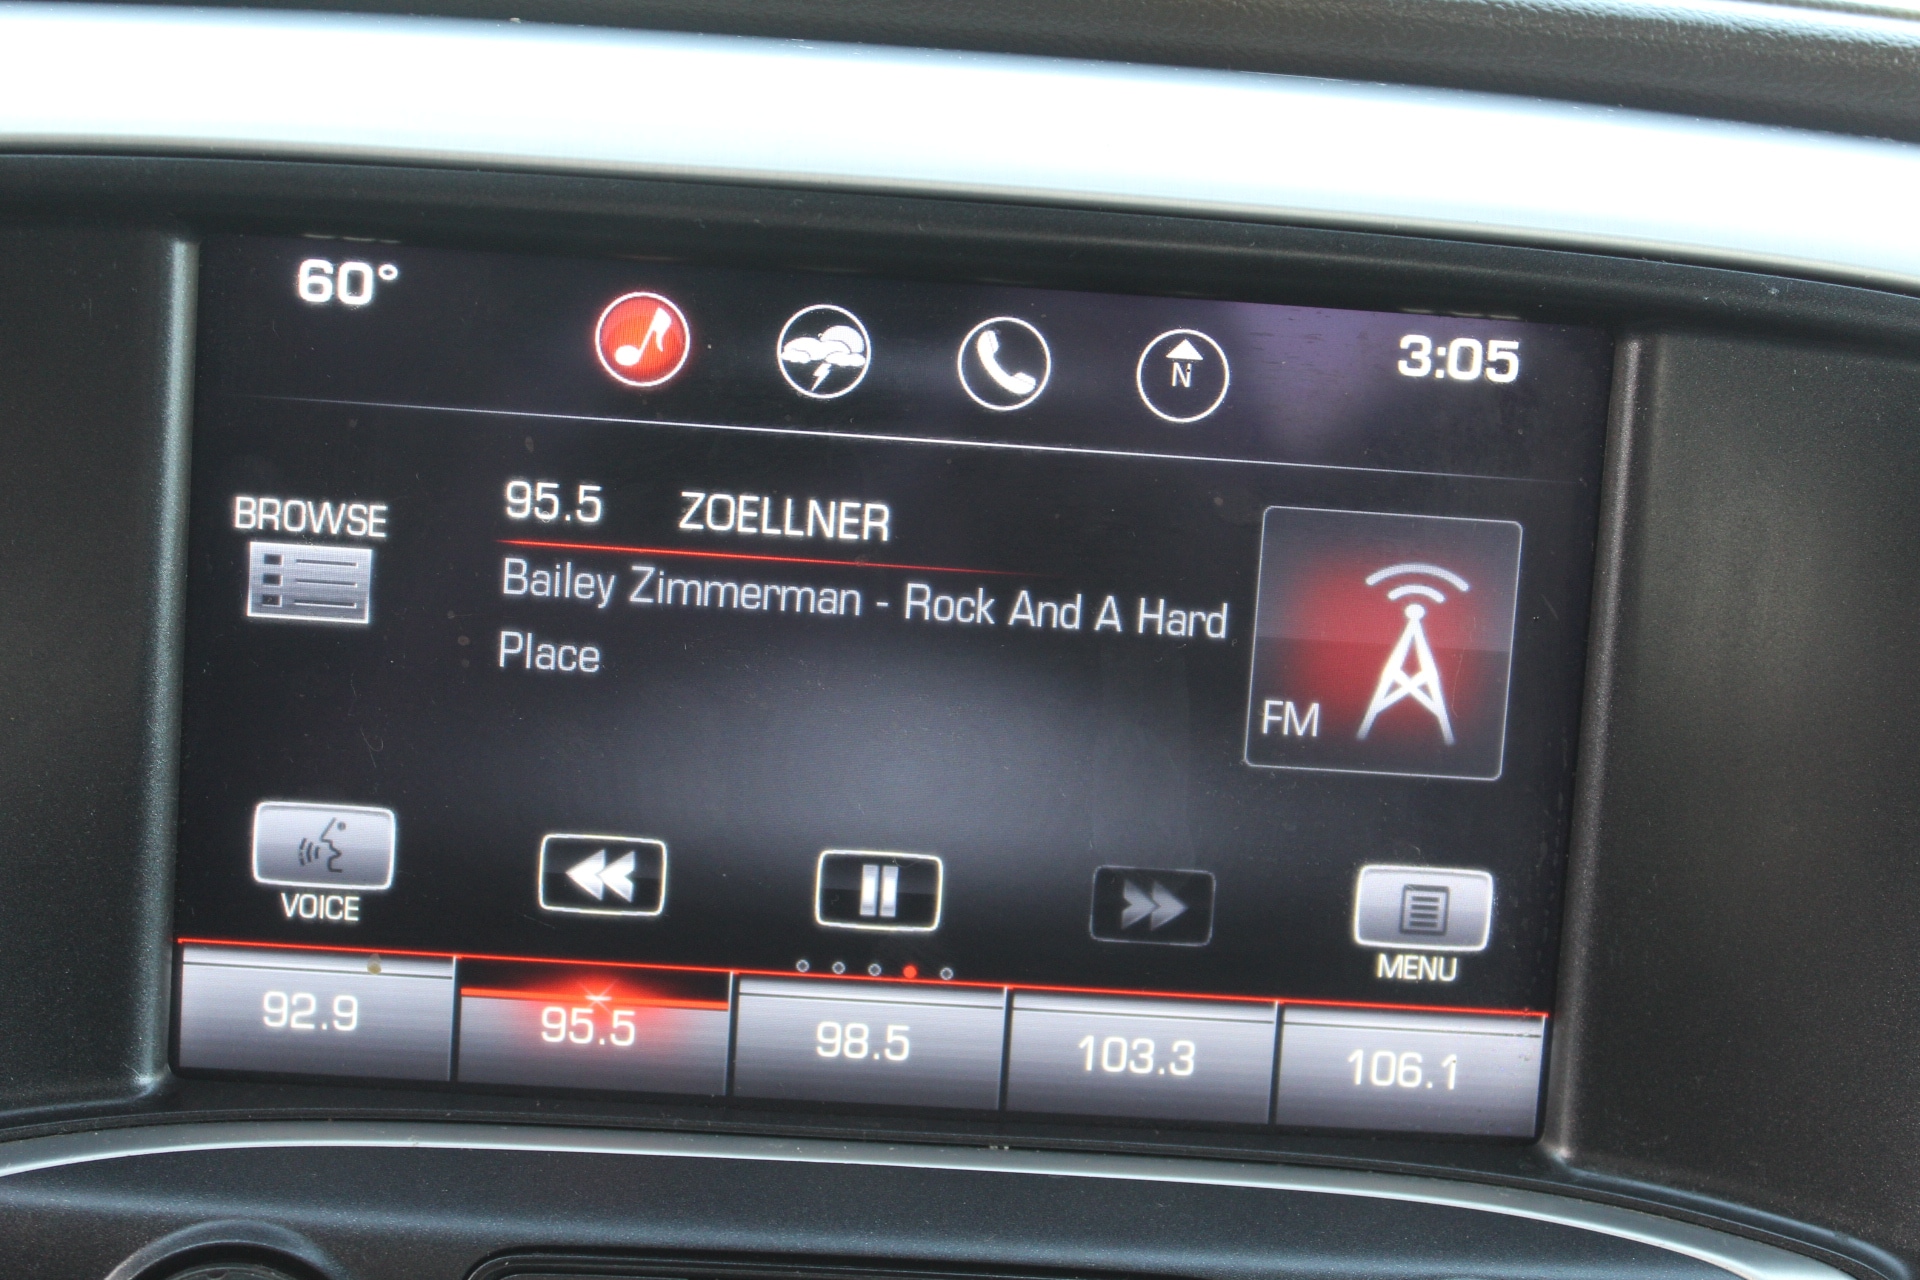 60°
N
3:05
BROWSE
95.5 ZOELLNER
Bailey Zimmerman - Rock And A Hard
Place
FM
VOICE
MENU
92.9
95.5
98.5
103.3
106.1